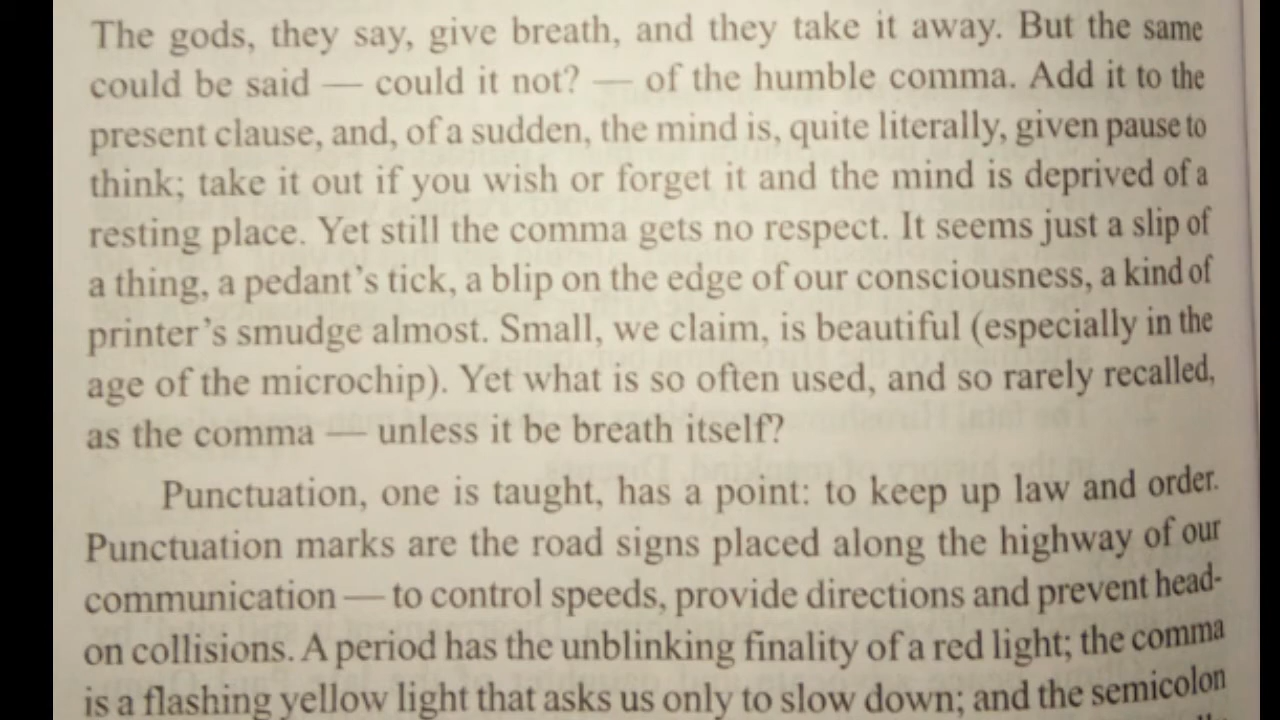 The gods, they say, give breath, and they take it away. But the same
could be said — could it not? — of the humble comma. Add it to the
present clause, and, of a sudden, the mind is, quite literally, given pause to
think; take it out if you wish or forget it and the mind is deprived of a
resting place. Yet still the comma gets no respect. It seems just a slip of
a thing, a pedant's tick, a blip on the edge of our consciousness, a kind of
printer's smudge almost. Small, we claim, is beautiful (especially in the
age of the microchip). Yet what is so often used, and so rarely recalled,
as the comma — unless it be breath itself?
Punctuation, one is taught, has a point: to keep up law and order.
Punctuation marks are the road signs placed along the highway of our
communication — to control speeds, provide directions and prevent head-
on collisions. A period has the unblinking finality of a red light; the comma
is a flashing yellow light that asks us only to slow down; and the semicolon